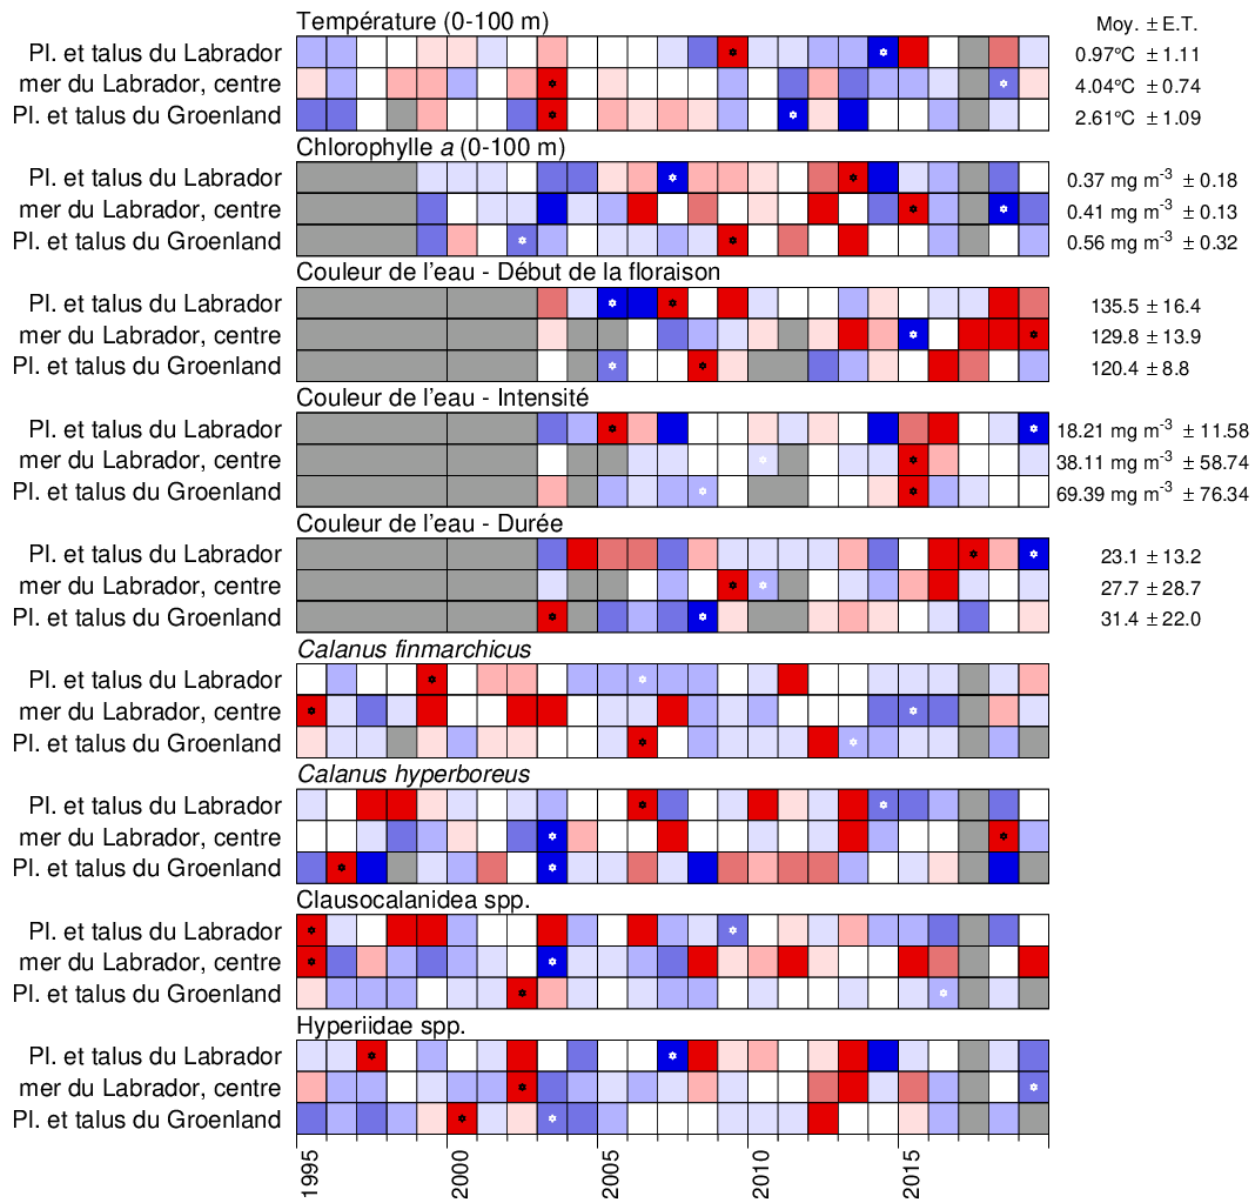 Température (0-100 m)
Moy. ± E.T.
Pl. et talus du Labrador 0.97°C ± 1.11
mer du Labrador, centre 4.04°C ± 0.74
Pl. et talus du Groenland 2.61°C ± 1.09
Chlorophylle a (0-100 m)
Pl. et talus du Labrador 0.37 mg m⁻³ ± 0.18
mer du Labrador, centre 0.41 mg m⁻³ ± 0.13
Pl. et talus du Groenland 0.56 mg m⁻³ ± 0.32
Couleur de l'eau - Début de la floraison
Pl. et talus du Labrador 135.5 ± 16.4
mer du Labrador, centre 129.8 ± 13.9
Pl. et talus du Groenland 120.4 ± 8.8
Couleur de l'eau - Intensité
Pl. et talus du Labrador 18.21 mg m⁻³ ± 11.58
mer du Labrador, centre 38.11 mg m⁻³ ± 58.74
Pl. et talus du Groenland 69.39 mg m⁻³ ± 76.34
Couleur de l'eau - Durée
Pl. et talus du Labrador 23.1 ± 13.2
mer du Labrador, centre 27.7 ± 28.7
Pl. et talus du Groenland 31.4 ± 22.0
Calanus finmarchicus
Pl. et talus du Labrador
mer du Labrador, centre
Pl. et talus du Groenland
Calanus hyperboreus
Pl. et talus du Labrador
mer du Labrador, centre
Pl. et talus du Groenland
Clausocalanidea spp.
Pl. et talus du Labrador
mer du Labrador, centre
Pl. et talus du Groenland
Hyperiidae spp.
Pl. et talus du Labrador
mer du Labrador, centre
Pl. et talus du Groenland
1995 2000 2005 2010 2015